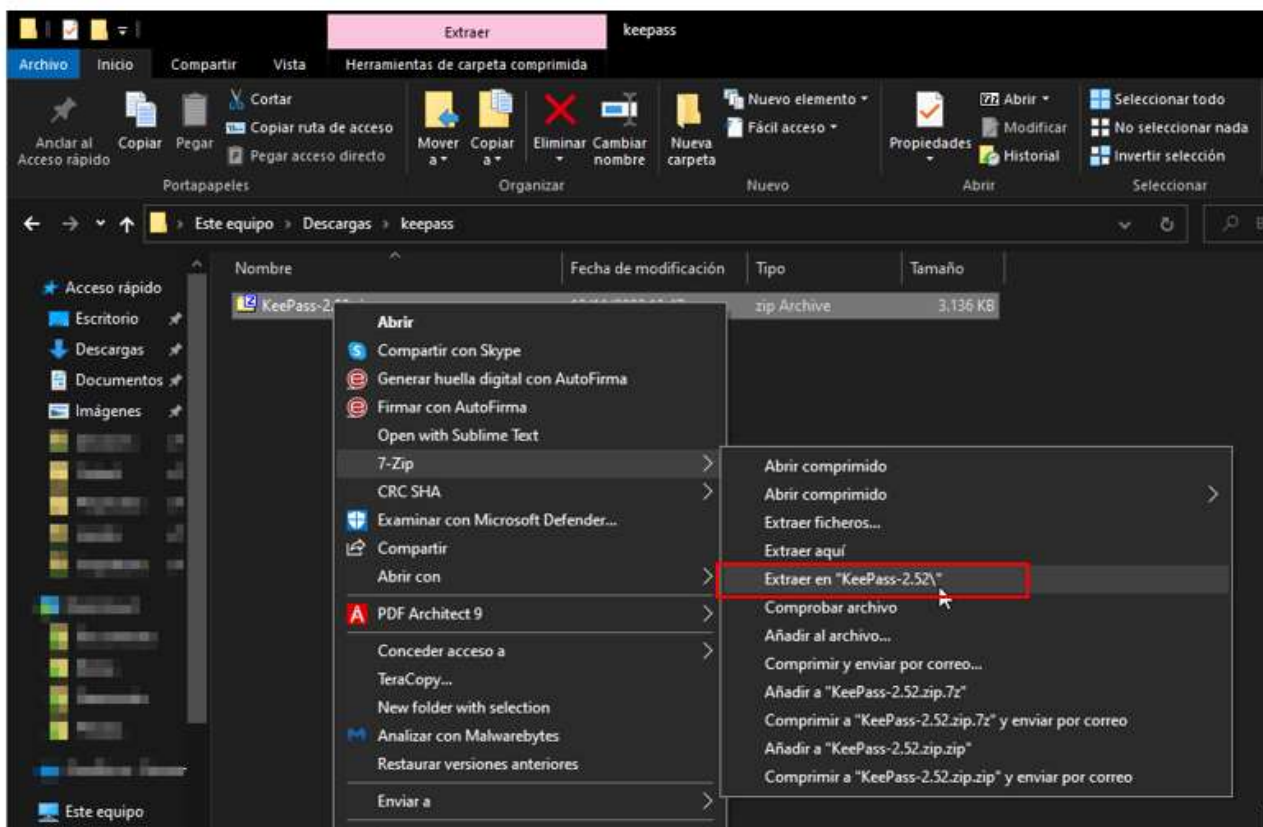 Extraer keepass
Archivo Inicio Compartir Vista Herramientas de carpeta comprimida
Anclar al Acceso rápido
Copiar
Pegar
Cortar
Copiar ruta de acceso
Pegar acceso directo
Portapapeles
Mover a
Copiar a
Eliminar
Cambiar nombre
Organizar
Nueva carpeta
Nuevo elemento
Fácil acceso
Nuevo
Propiedades
Abrir
Modificar
Historial
Abrir
Seleccionar todo
No seleccionar nada
Invertir selección
Seleccionar
Este equipo > Descargas > keepass
Nombre Fecha de modificación Tipo Tamaño
zip Archive 3.136 KB
Acceso rápido
Escritorio
Descargas
Documentos
Imágenes
Este equipo
Abrir
Compartir con Skype
Generar huella digital con AutoFirma
Firmar con AutoFirma
Open with Sublime Text
7-Zip
CRC SHA
Examinar con Microsoft Defender...
Compartir
Abrir con
PDF Architect 9
Conceder acceso a
TeraCopy...
New folder with selection
Analizar con Malwarebytes
Restaurar versiones anteriores
Enviar a
Abrir comprimido
Abrir comprimido
Extraer ficheros...
Extraer aquí
Extraer en "KeePass-2.52\"
Comprobar archivo
Añadir al archivo...
Comprimir y enviar por correo...
Añadir a "KeePass-2.52.zip.7z"
Comprimir a "KeePass-2.52.zip.7z" y enviar por correo
Añadir a "KeePass-2.52.zip.zip"
Comprimir a "KeePass-2.52.zip.zip" y enviar por correo